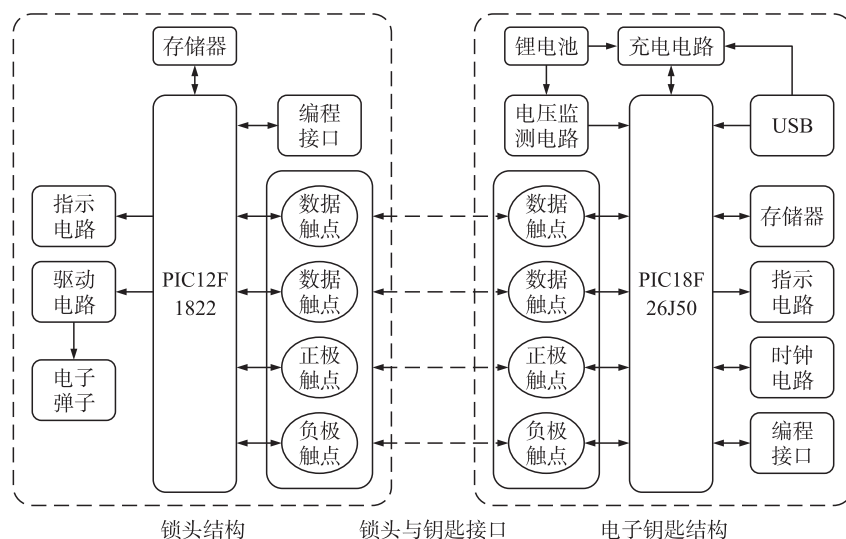 存储器
编程
接口
指示
电路
驱动
电路
电子
弹子
PIC12F
1822
数据
触点
数据
触点
正极
触点
负极
触点
锂电池
充电电路
电压监
测电路
USB
数据
触点
数据
触点
正极
触点
负极
触点
PIC18F
26J50
存储器
指示
电路
时钟
电路
编程
接口
锁头结构
锁头与钥匙接口
电子钥匙结构